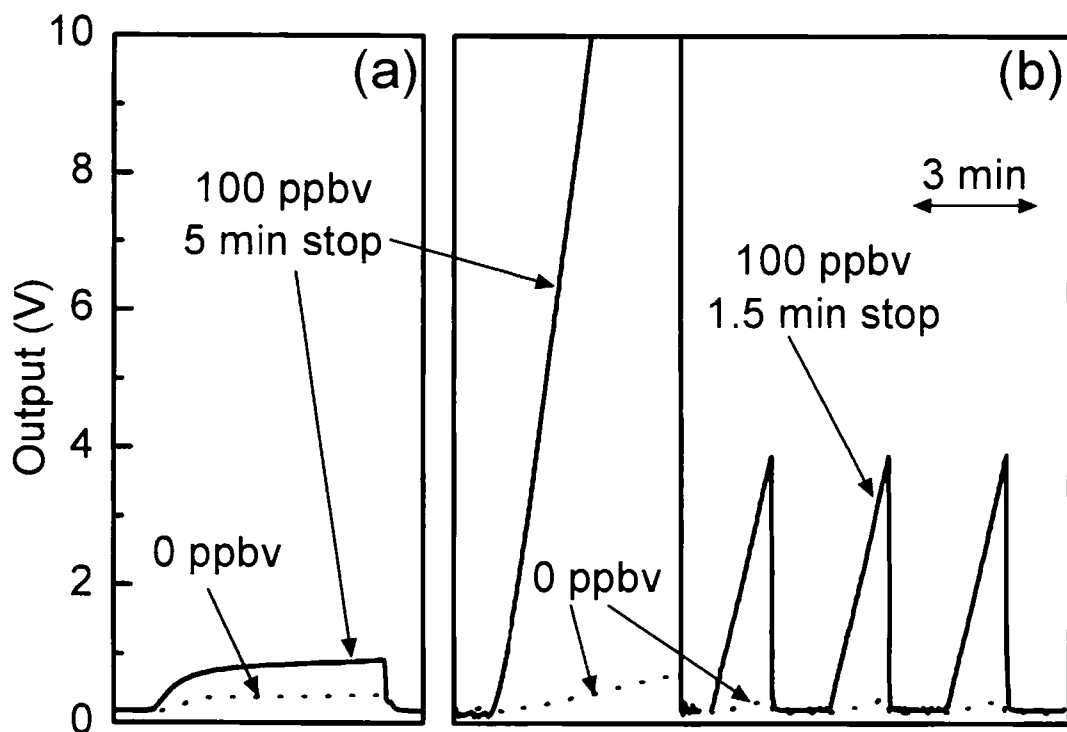 10
8
6
4
2
0
Output (V)
(a)
100 ppbv
5 min stop
0 ppbv
(b)
3 min
100 ppbv
1.5 min stop
0 ppbv